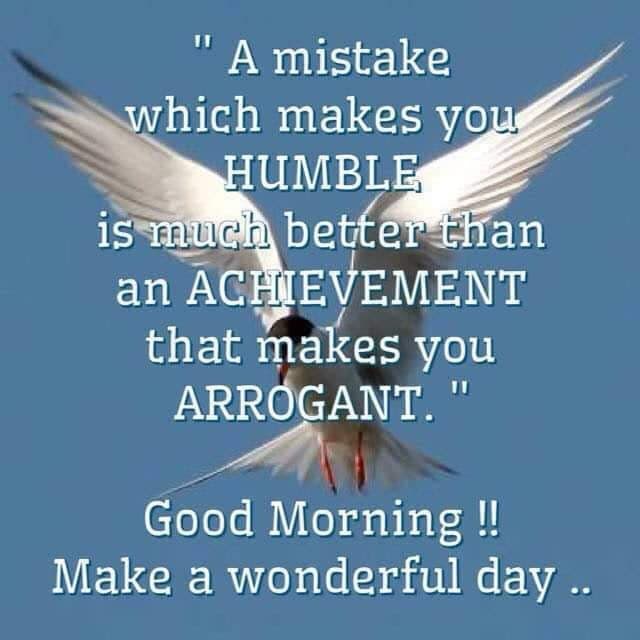 " A mistake
which makes you
HUMBLE
is much better than
an ACHIEVEMENT
that makes you
ARROGANT. "
Good Morning !!
Make a wonderful day ..